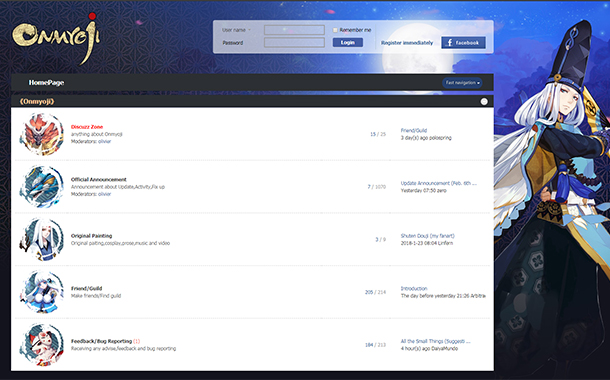 ONMYOJI
User name
Remember me
Password
Login
Register immediately
f facebook
HomePage
Fast navigation
《Onmyoji》
Discuzz Zone
anything about Onmyoji
Moderators: olivier
15 / 29
Friend/Guild
3 day(s) ago polospring
Official Announcement
Announcement about Update,Activity,Fix up
Moderators: olivier
7 / 1070
Update Announcement (Feb. 6th ...
Yesterday 07:50 zero
Original Painting
Original paiting,cosplay,prose,music and video
3 / 9
Shuten Douji (my fanart)
2018-1-23 08:04 Linfarn
Friend/Guild
Make friends/Find guild
205 / 214
Introduction
The day before yesterday 21:26 Arbitra
Feedback/Bug Reporting (1)
Receiving any advise,feedback and bug reporting
184 / 213
All the Small Things (Suggesti ...
4 hour(s) ago DaiyaMundo